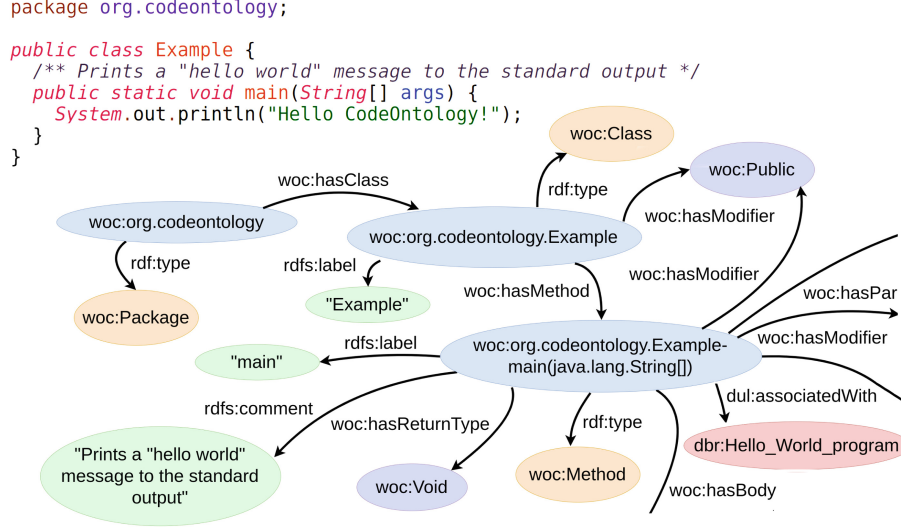 package org.codeontology;
public class Example {
/** Prints a "hello world" message to the standard output */
public static void main(String[] args) {
System.out.println("Hello CodeOntology!");
}
}
woc:Class
woc:Public
woc:hasClass
rdf:type
woc:hasModifier
woc:org.codeontology
woc:org.codeontology.Example
rdf:type
rdfs:label
woc:hasMethod
woc:hasModifier
woc:hasPar
"Example"
woc:Package
woc:hasModifier
rdfs:label
"main"
woc:org.codeontology.Example-
main(java.lang.String[])
dul:associatedWith
rdfs:comment
woc:hasReturnType
rdf:type
dbr:Hello_World_program
"Prints a "hello world"
message to the standard
output"
woc:Void
woc:Method
woc:hasBody